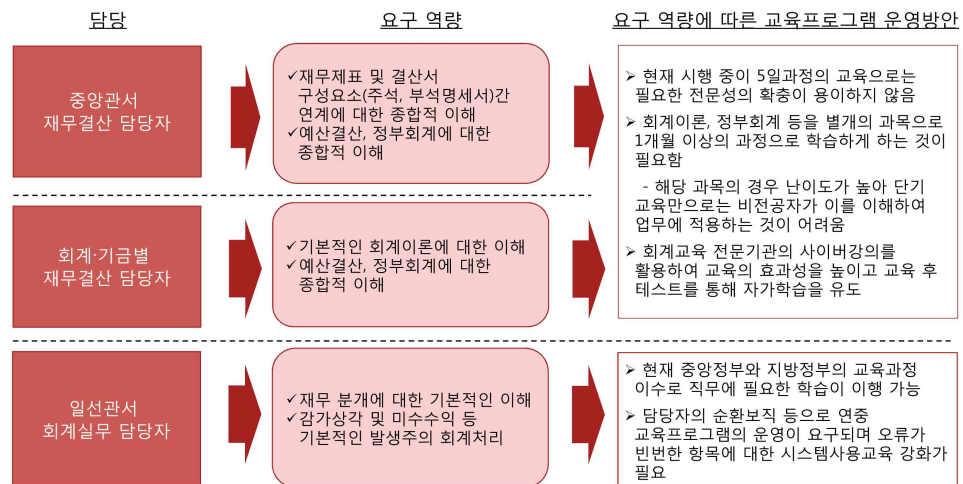 담당
요구 역량
요구 역량에 따른 교육프로그램 운영방안
중앙관서
재무결산 담당자
✓재무제표 및 결산서
구성요소(주석, 부석명세서)간
연계에 대한 종합적 이해
✓예산결산, 정부회계에 대한
종합적 이해
➢ 현재 시행 중이 5일과정의 교육으로는
필요한 전문성의 확충이 용이하지 않음
➢ 회계이론, 정부회계 등을 별개의 과목으로
1개월 이상의 과정으로 학습하게 하는 것이
필요함
- 해당 과목의 경우 난이도가 높아 단기
교육만으로는 비전공자가 이를 이해하여
업무에 적용하는 것이 어려움
➢ 회계교육 전문기관의 사이버강의를
활용하여 교육의 효과성을 높이고 교육 후
테스트를 통해 자가학습을 유도
회계·기금별
재무결산 담당자
✓기본적인 회계이론에 대한 이해
✓예산결산, 정부회계에 대한
종합적 이해
일선관서
회계실무 담당자
✓재무 분개에 대한 기본적인 이해
✓감가상각 및 미수수익 등
기본적인 발생주의 회계처리
➢ 현재 중앙정부와 지방정부의 교육과정
이수로 직무에 필요한 학습이 이행 가능
➢ 담당자의 순환보직 등으로 연중
교육프로그램의 운영이 요구되며 오류가
빈번한 항목에 대한 시스템사용교육 강화가
필요